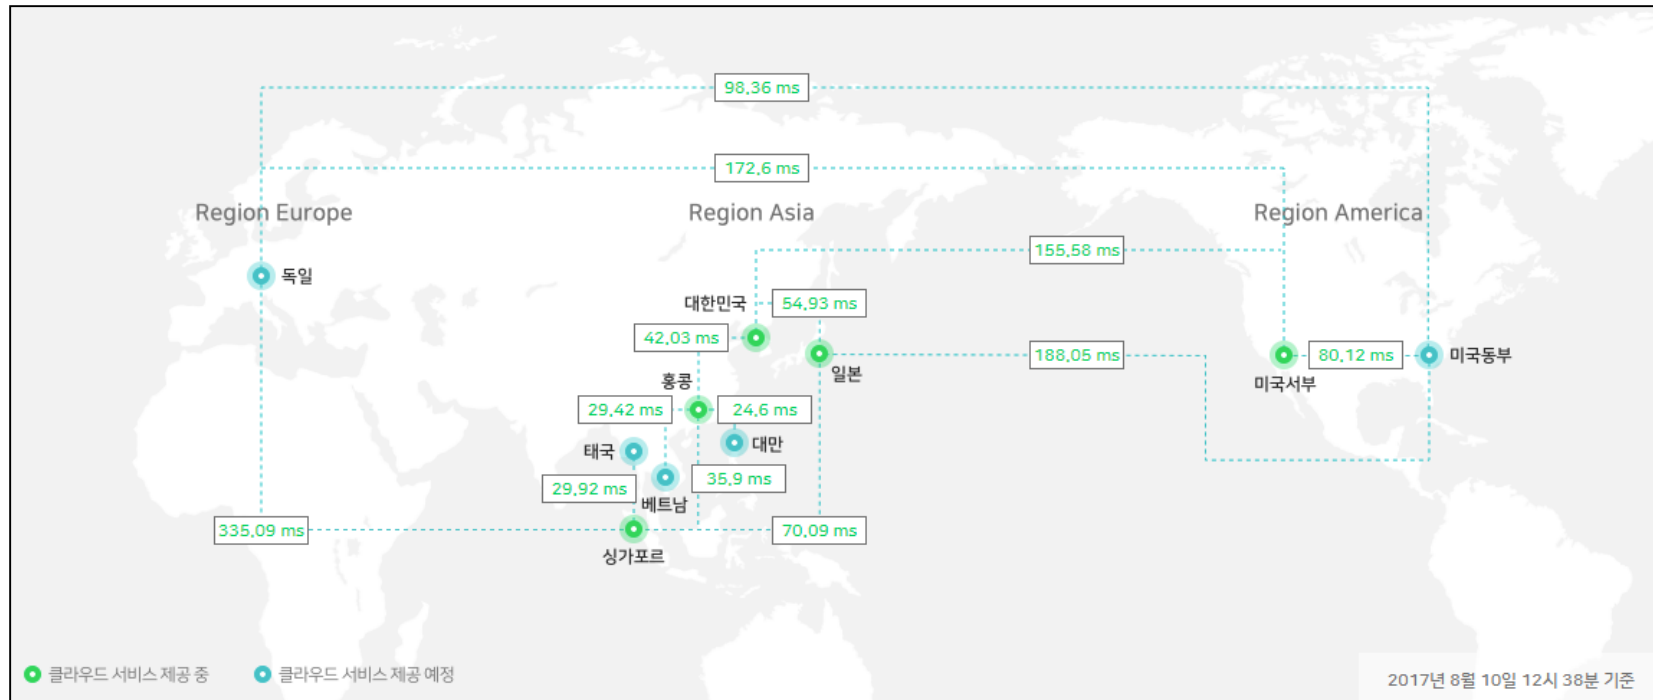 98.36 ms
172.6 ms
Region Europe
Region Asia
Region America
155.58 ms
독일
대한민국
54.93 ms
42.03 ms
188.05 ms
80.12 ms
미국동부
일본
홍콩
미국서부
29.42 ms
24.6 ms
태국
대만
35.9 ms
29.92 ms
베트남
335.09 ms
70.09 ms
싱가포르
클라우드 서비스 제공 중
클라우드 서비스 제공 예정
2017년 8월 10일 12시 38분 기준